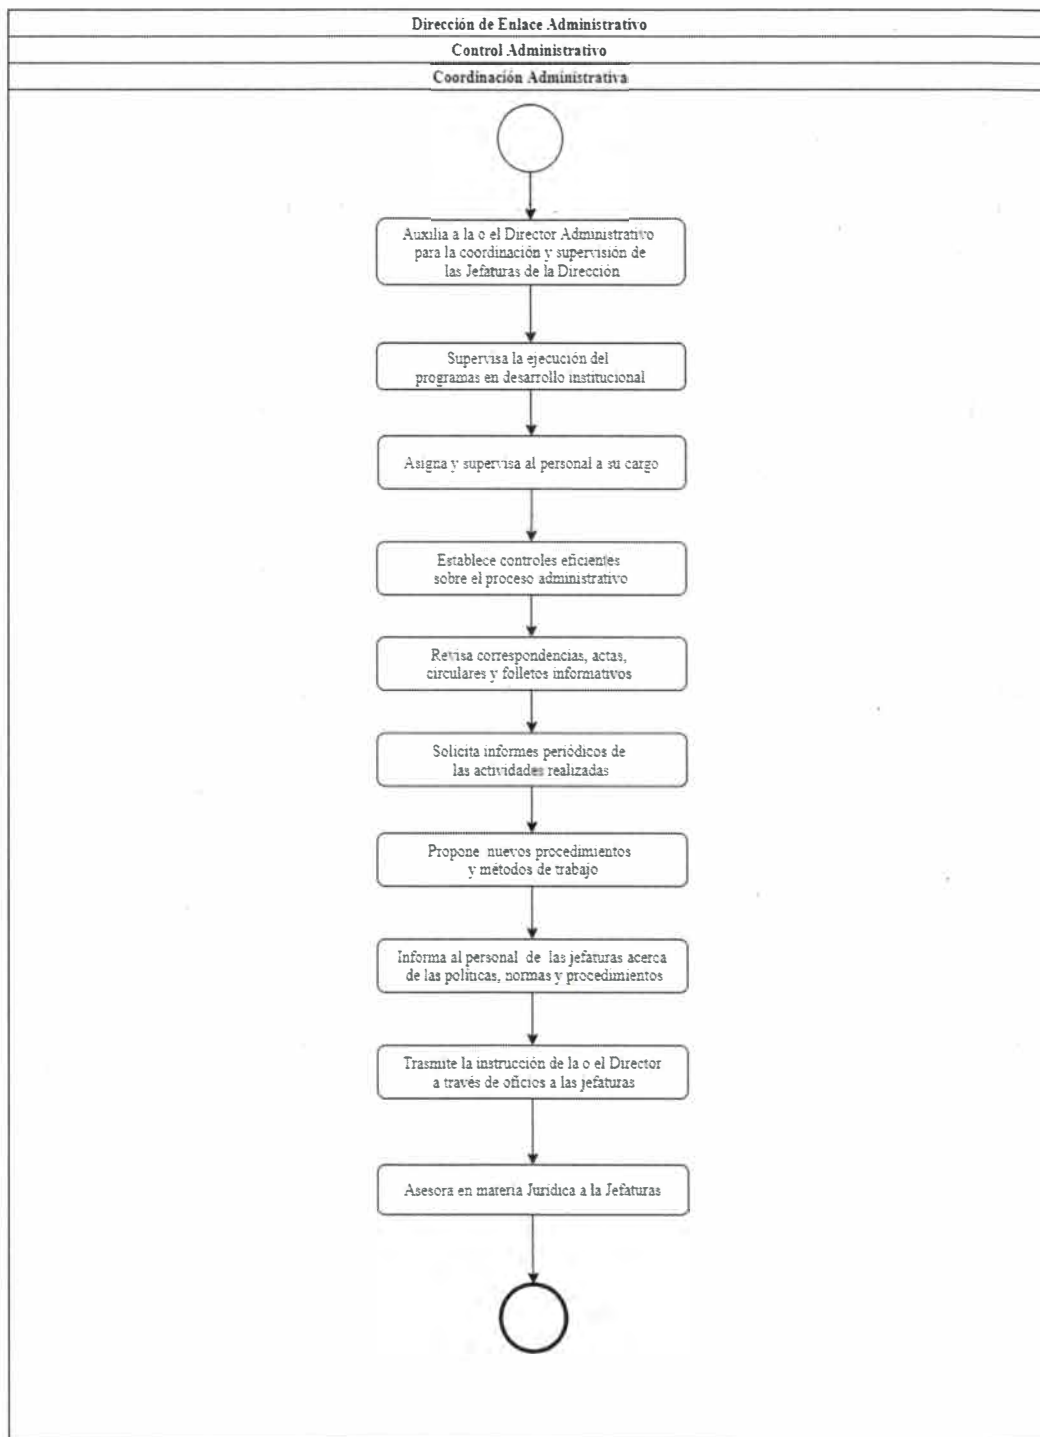 Dirección de Enlace Administrativo
Control Administrativo
Coordinación Administrativa
Auxilia a la o el Director Administrativo
para la coordinación y supervisión de
las Jefaturas de la Dirección
Supervisa la ejecución del
programas en desarrollo institucional
Asigna y supervisa al personal a su cargo
Establece controles eficientes
sobre el proceso administrativo
Revisa correspondencias, actas,
circulares y folletos informativos
Solicita informes periódicos de
las actividades realizadas
Propone nuevos procedimientos
y métodos de trabajo
Informa al personal de las jefaturas acerca
de las políticas, normas y procedimientos
Trasmite la instrucción de la o el Director
a través de oficios a las jefaturas
Asesora en materia Jurídica a la Jefaturas